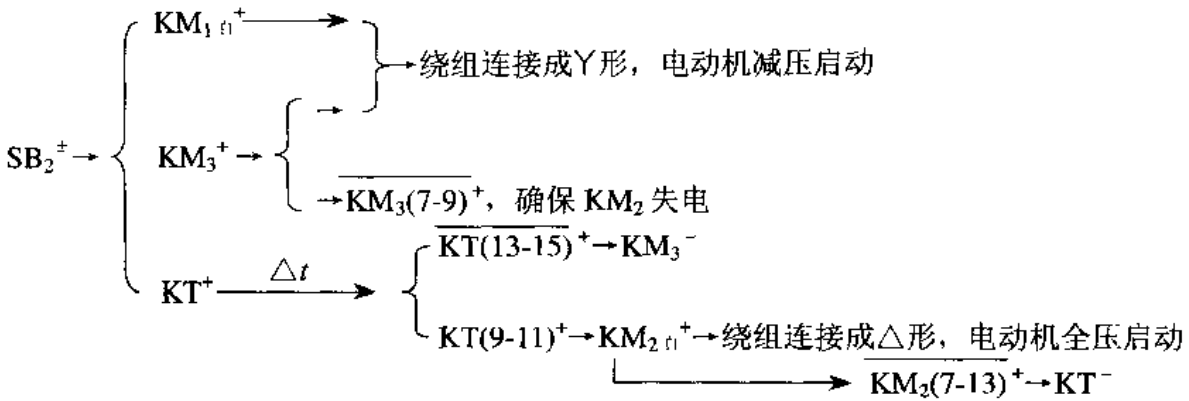 KM₁自⁺
绕组连接成Y形，电动机减压启动
SB₂± → KM₃⁺ →
KM₃(7-9)⁺，确保 KM₂ 失电
KT(13-15)⁺→KM₃⁻
KT⁺ △t
KT(9-11)⁺→KM₂自⁺→绕组连接成△形，电动机全压启动
KM₂(7-13)⁺→KT⁻